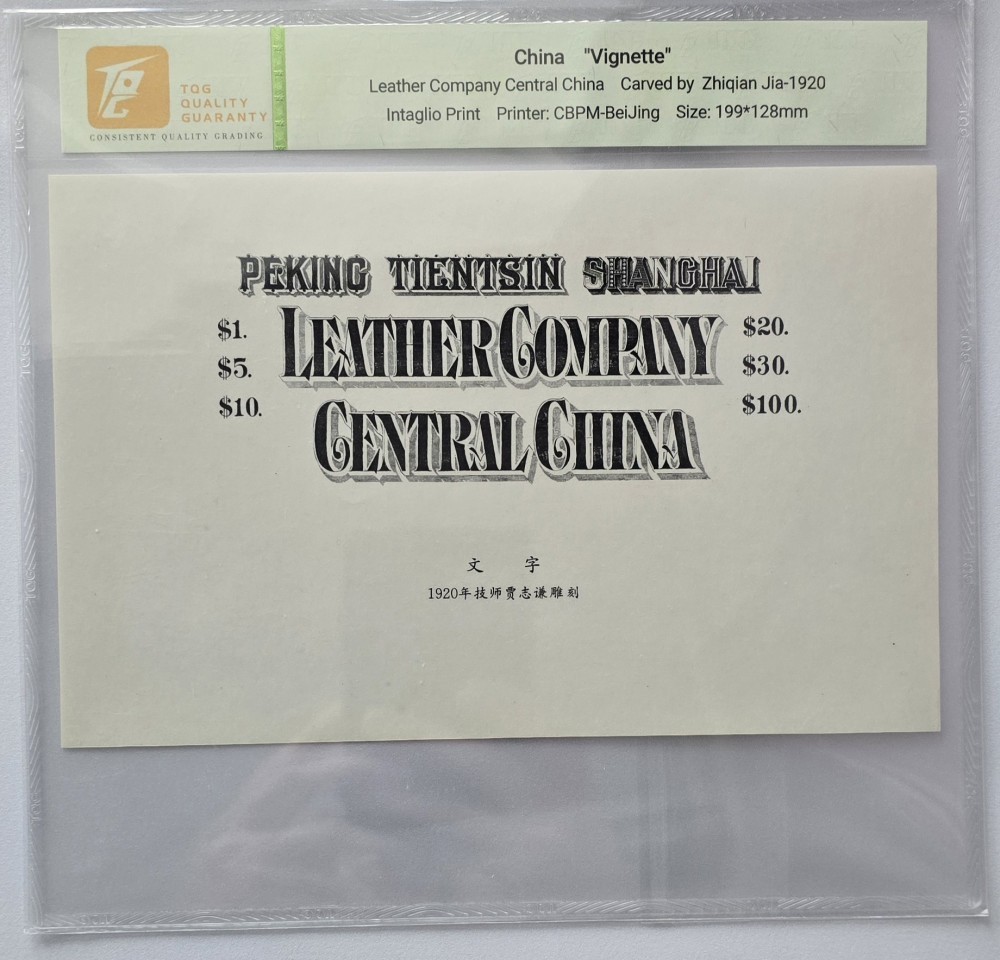 TQG
QUALITY
GUARANTY
CONSISTENT QUALITY GRADING
China "Vignette"
Leather Company Central China Carved by Zhiqian Jia-1920
Intaglio Print Printer: CBPM-BeiJing Size: 199*128mm
PEKING TIENTSIN SHANGHAI
$1.
$5.
$10.
LEATHER COMPANY
CENTRAL CHINA
$20.
$30.
$100.
文 字
1920年技师贾志谦雕刻